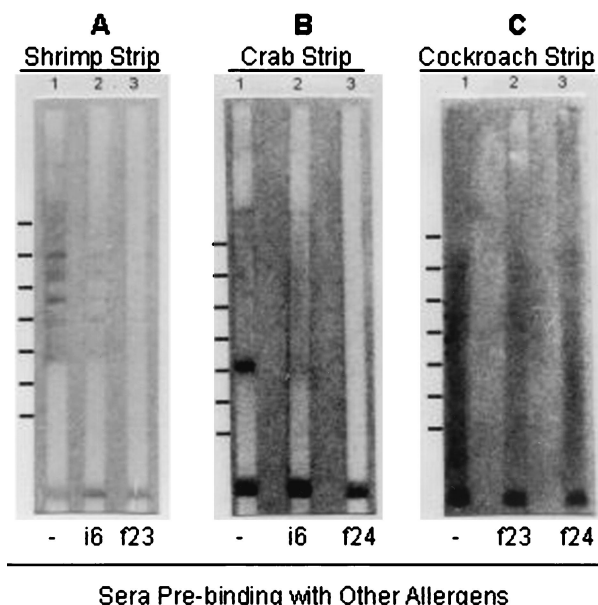 A B C
Shrimp Strip Crab Strip Cockroach Strip
1 2 3 1 2 3 1 2 3
- i6 f23 - i6 f24 - f23 f24
Sera Pre-binding with Other Allergens